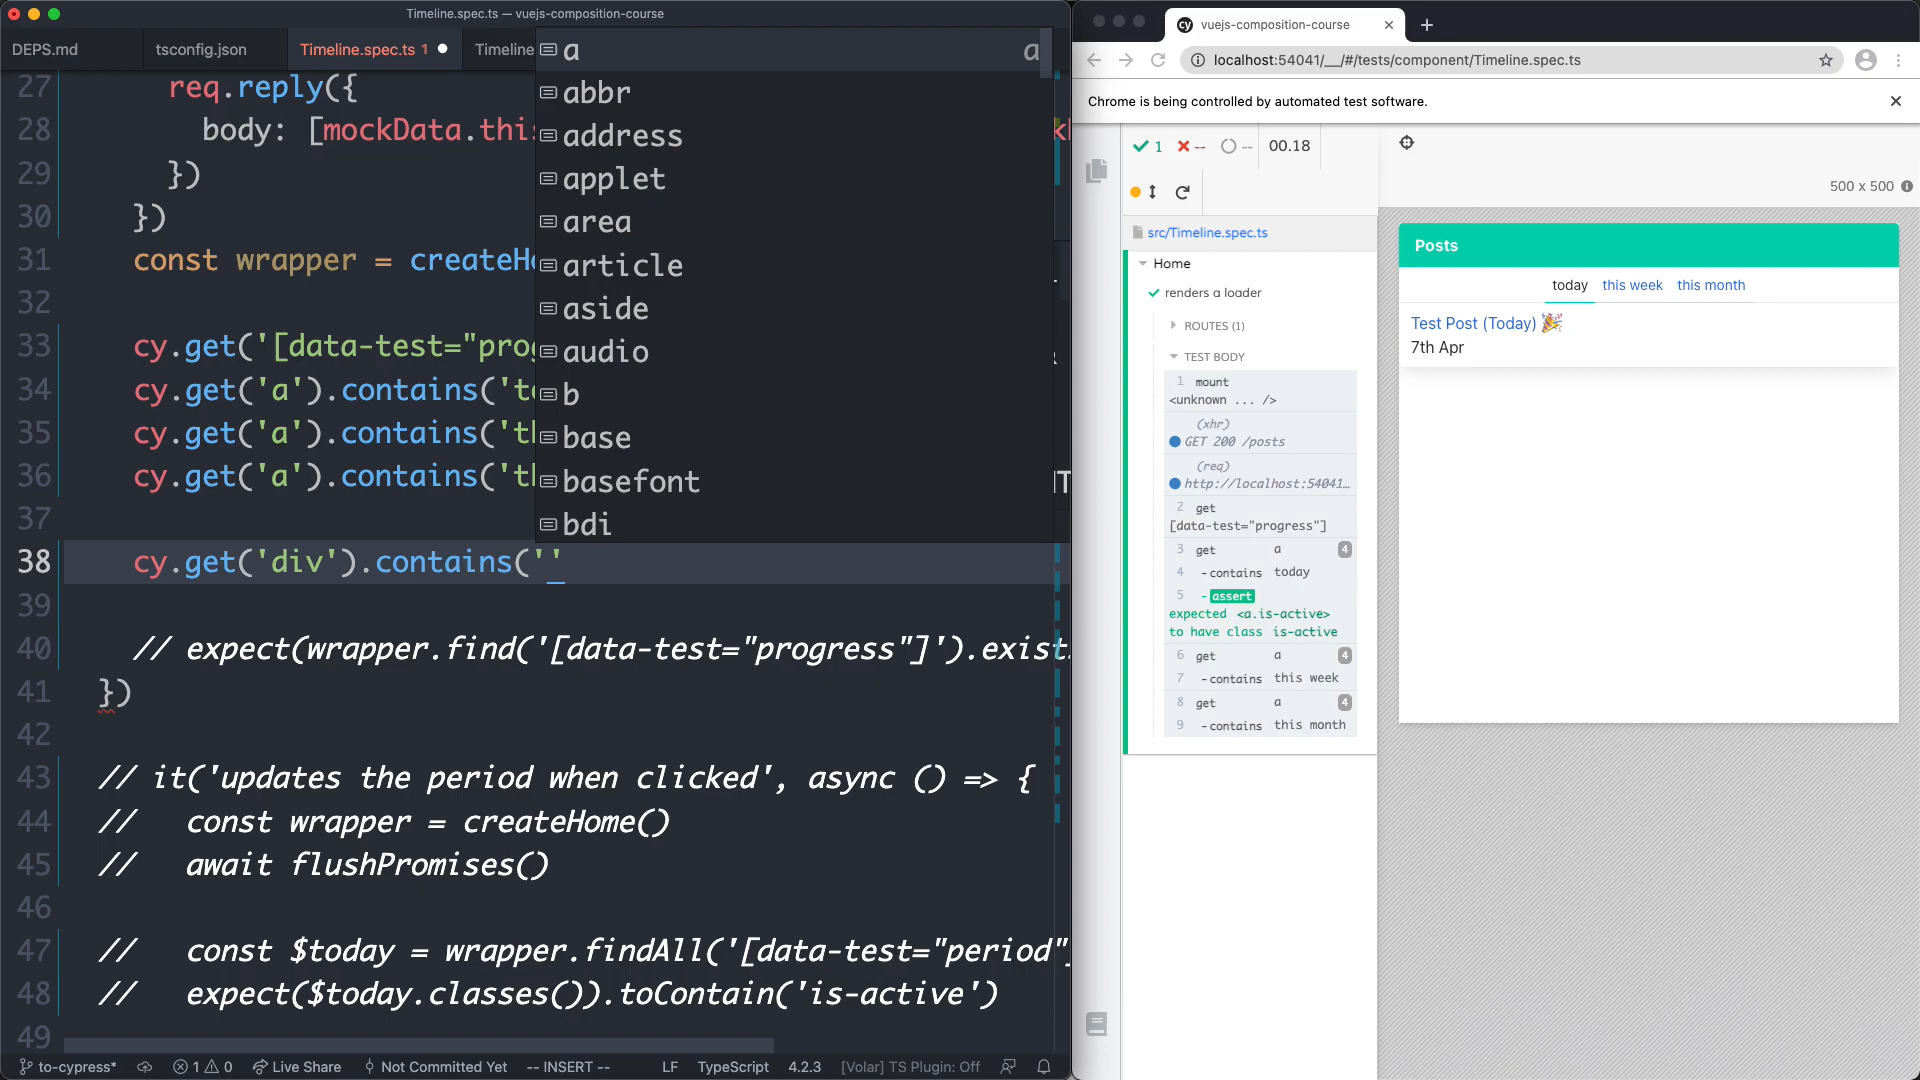 Timeline.spec.ts — vuejs-composition-course
DEPS.md
tsconfig.json
Timeline.spec.ts 1
Timeline
27 req.reply({
28 body: [mockData.this
29 })
30 })
31 const wrapper = createHo
32
33 cy.get('[data-test="prog
34 cy.get('a').contains('to
35 cy.get('a').contains('th
36 cy.get('a').contains('th
37
38 cy.get('div').contains(''
39
40 // expect(wrapper.find('[data-test="progress"]').exist
41 })
42
43 // it('updates the period when clicked', async () => {
44 //   const wrapper = createHome()
45 //   await flushPromises()
46
47 //   const $today = wrapper.findAll('[data-test="period"]
48 //   expect($today.classes()).toContain('is-active')
49
a a
abbr
address
applet
area
article
aside
audio
b
base
basefont
bdi
to-cypress* 1 0 Live Share Not Committed Yet -- INSERT -- LF TypeScript 4.2.3 [Volar] TS Plugin: Off
cy vuejs-composition-course
localhost:54041/__/#/tests/component/Timeline.spec.ts
Chrome is being controlled by automated test software.
1 -- -- 00.18
500 x 500
src/Timeline.spec.ts
Home
renders a loader
ROUTES (1)
TEST BODY
1 mount
<unknown ... />
(xhr)
GET 200 /posts
(req)
http://localhost:54041…
2 get
[data-test="progress"]
3 get a 4
4 -contains today
5 -assert
expected <a.is-active>
to have class is-active
6 get a 4
7 -contains this week
8 get a 4
9 -contains this month
Posts
today this week this month
Test Post (Today) 🎉
7th Apr